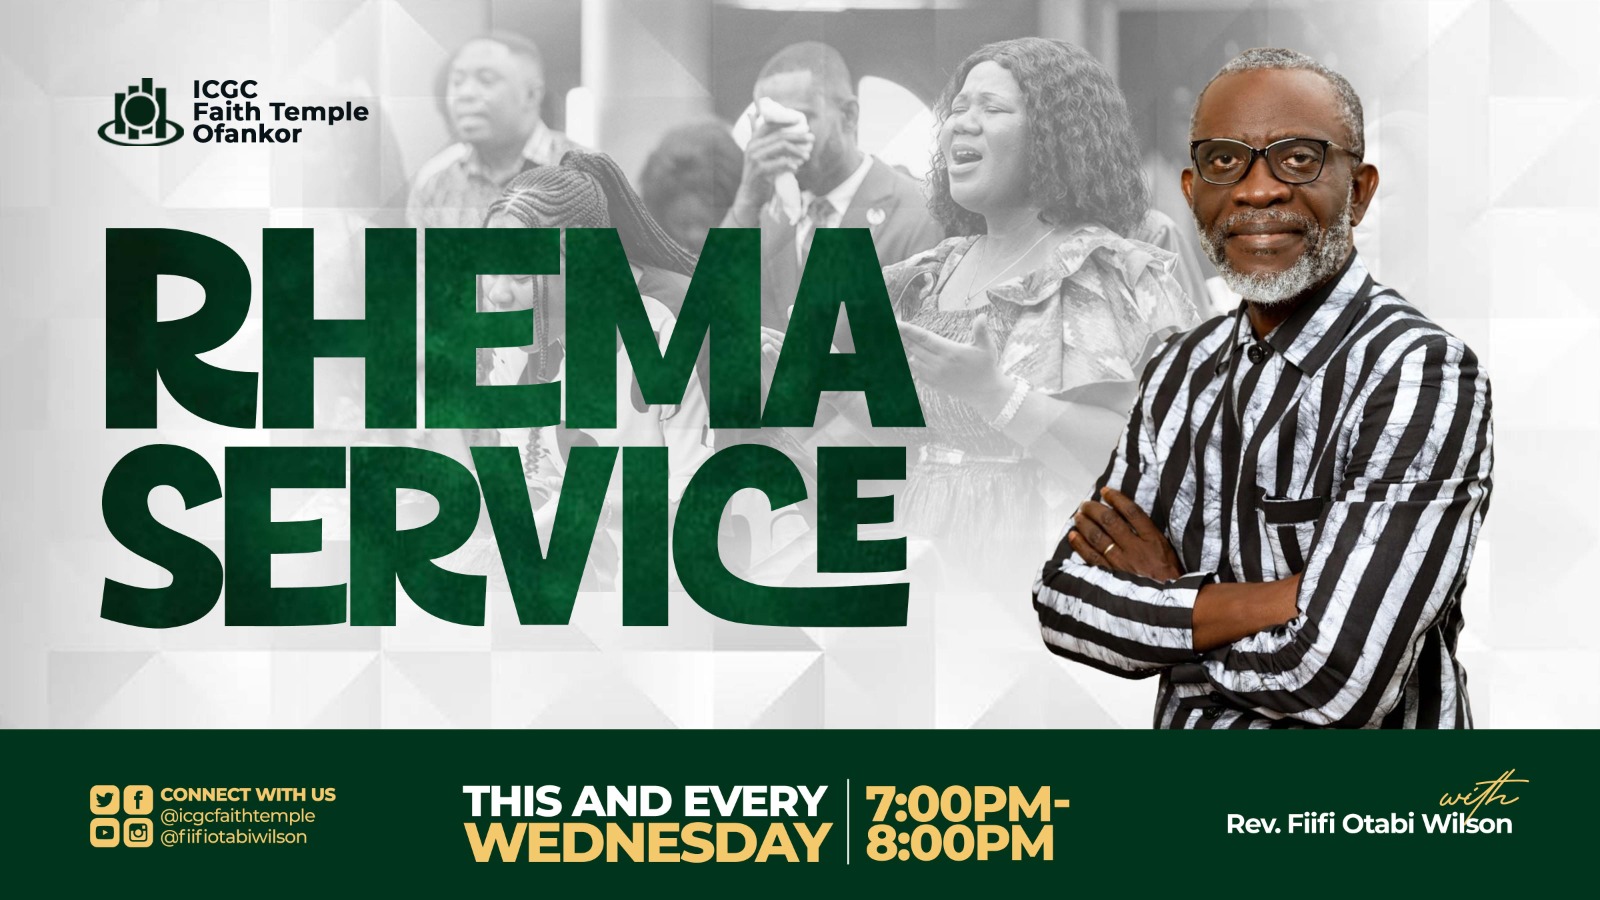 ICGC
Faith Temple
Ofankor
RHEMA
SERVICE
CONNECT WITH US
@icgcfaithtemple
@fiifiotabiwilson
THIS AND EVERY
WEDNESDAY
7:00PM-
8:00PM
with
Rev. Fiifi Otabi Wilson